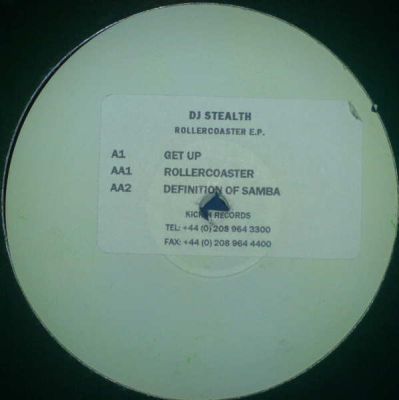 DJ STEALTH
ROLLERCOASTER E.P.
A1 GET UP
AA1 ROLLERCOASTER
AA2 DEFINITION OF SAMBA
RECORDS
TEL: +44 (0) 208 964 3300
FAX: +44 (0) 208 964 4400